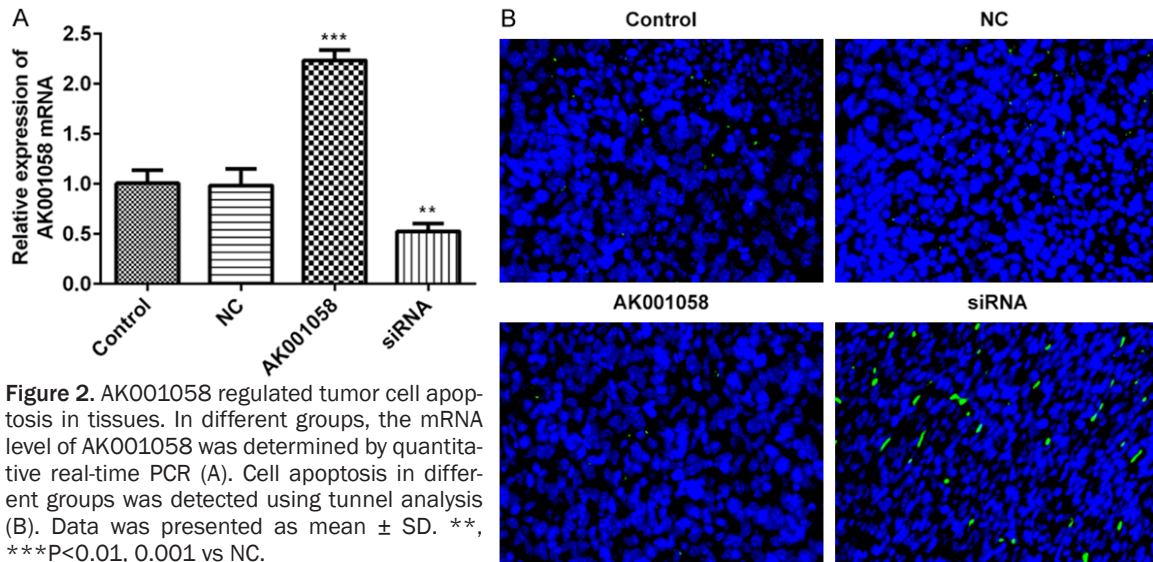 A
Relative expression of
AK001058 mRNA
2.5
2.0
1.5
1.0
0.5
0.0
***
**
Control
NC
AK001058
siRNA
B
Control
NC
AK001058
siRNA
Figure 2. AK001058 regulated tumor cell apop-
tosis in tissues. In different groups, the mRNA
level of AK001058 was determined by quantita-
tive real-time PCR (A). Cell apoptosis in differ-
ent groups was detected using tunnel analysis
(B). Data was presented as mean ± SD. **,
***P<0.01, 0.001 vs NC.